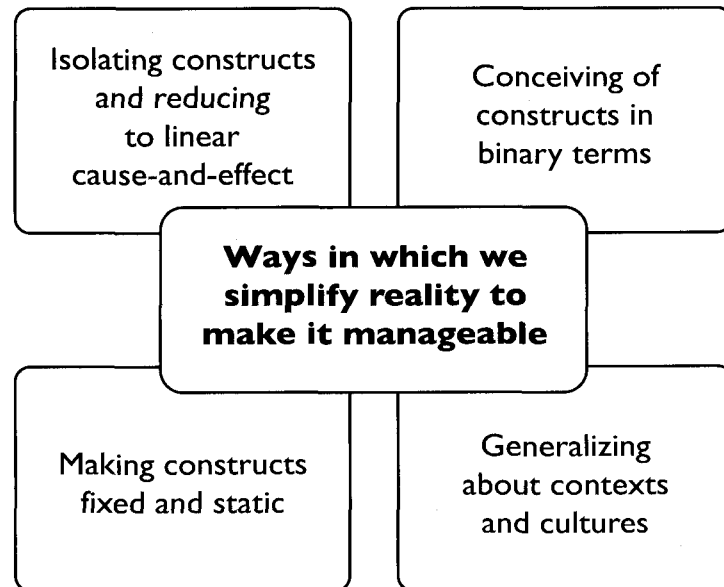 Isolating constructs
and reducing
to linear
cause-and-effect
Conceiving of
constructs in
binary terms
Ways in which we
simplify reality to
make it manageable
Making constructs
fixed and static
Generalizing
about contexts
and cultures